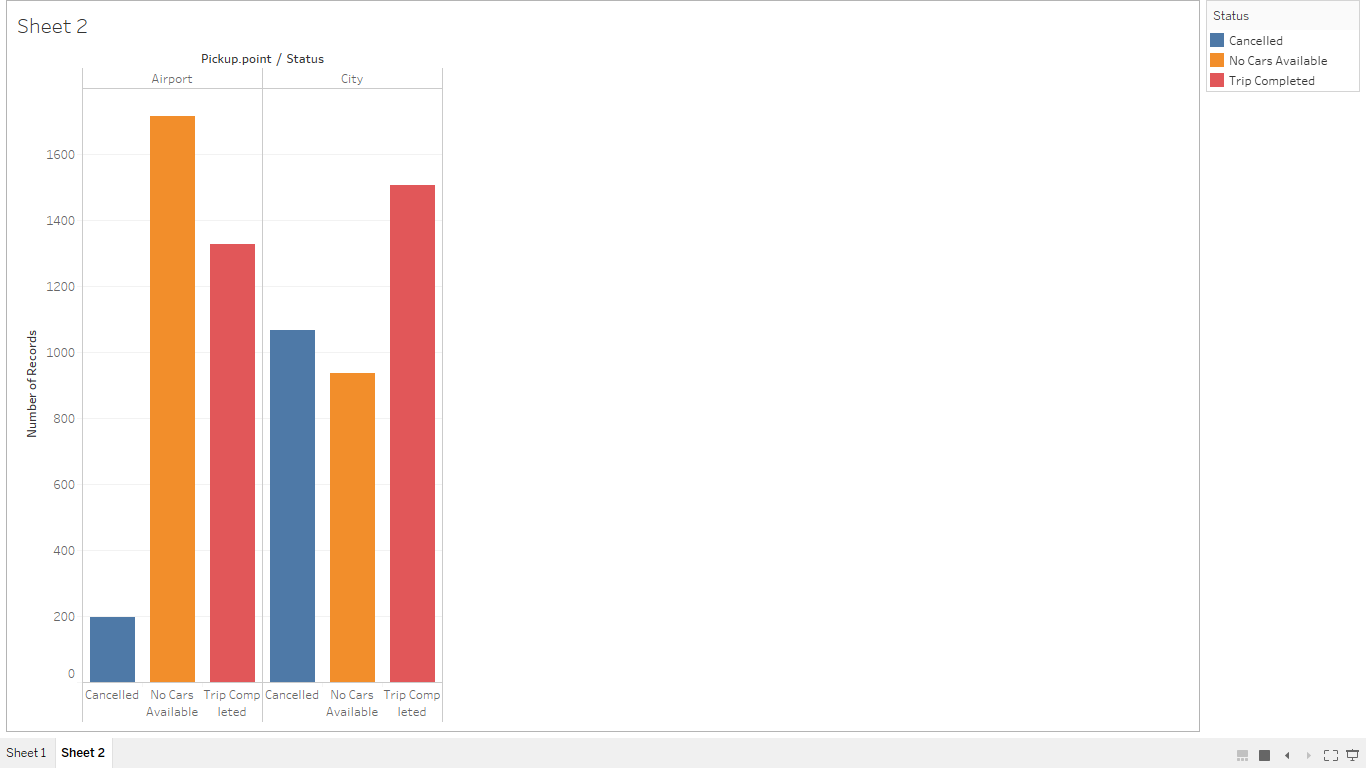 Sheet 2
Pickup.point / Status
Airport
City
1600
1400
1200
1000
800
600
400
200
0
Number of Records
Cancelled
No Cars
Available
Trip Comp
leted
Cancelled
No Cars
Available
Trip Comp
leted
Status
Cancelled
No Cars Available
Trip Completed
Sheet 1
Sheet 2